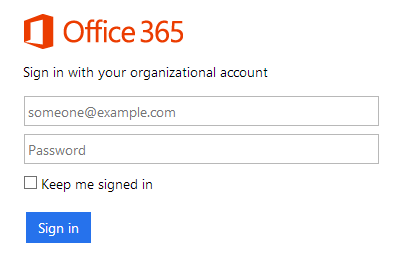 Office 365
Sign in with your organizational account
someone@example.com
Password
Keep me signed in
Sign in